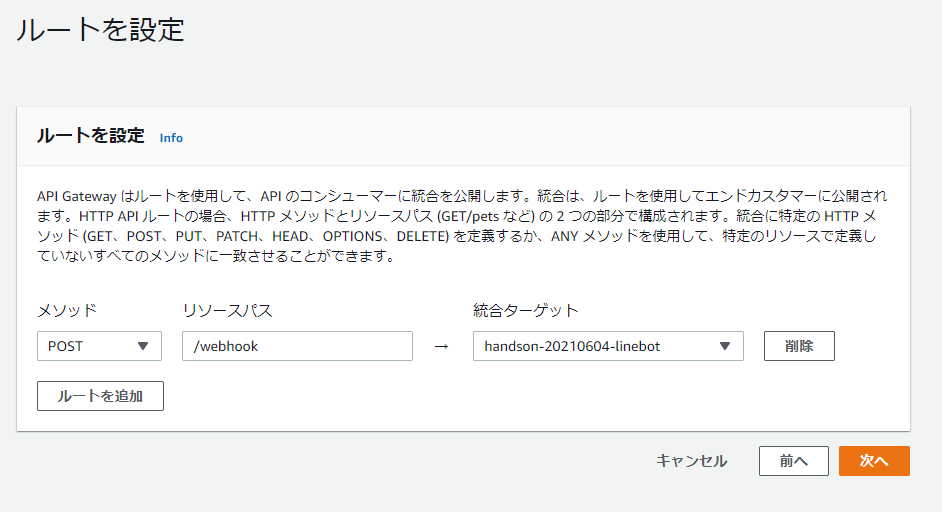 ルートを設定
ルートを設定 Info
API Gateway はルートを使用して、API のコンシューマーに統合を公開します。統合は、ルートを使用してエンドカスタマーに公開され
ます。HTTP API ルートの場合、HTTP メソッドとリソースパス (GET/pets など) の 2 つの部分で構成されます。統合に特定の HTTP メ
ソッド (GET、POST、PUT、PATCH、HEAD、OPTIONS、DELETE) を定義するか、ANY メソッドを使用して、特定のリソースで定義し
ていないすべてのメソッドに一致させることができます。
メソッド リソースパス 統合ターゲット
POST /webhook → handson-20210604-linebot 削除
ルートを追加
キャンセル 前へ 次へ